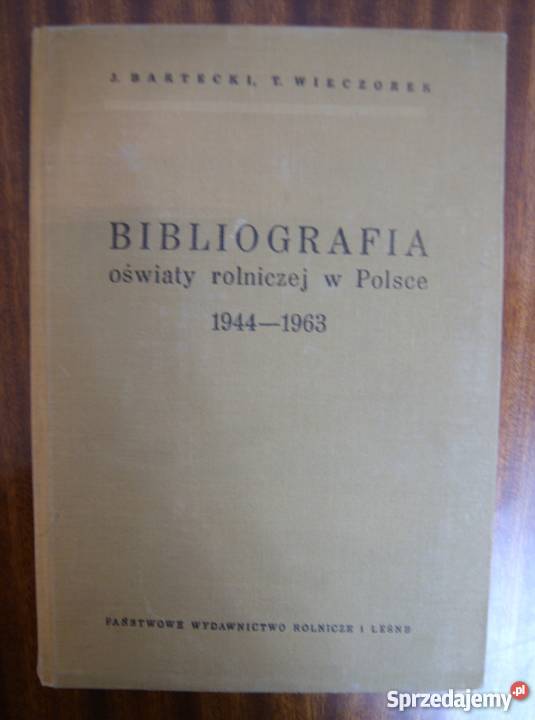 J. BARTECKI, T. WIECZOREK
BIBLIOGRAFIA
oświaty rolniczej w Polsce
1944—1963
PAŃSTWOWE WYDAWNICTWO ROLNICZE I LEŚNE
Sprzedajemy.pl